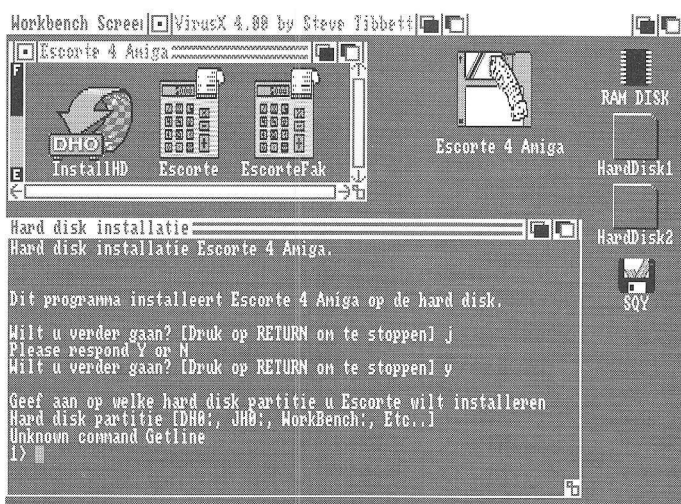 Workbench Screen VirusX 4.00 by Steve Tibbett
Escorte 4 Amiga
F
DH0
InstallHD
Escorte
EscorteFak
E
Escorte 4 Amiga
RAM DISK
HardDisk1
HardDisk2
SQY
Hard disk installatie
Hard disk installatie Escorte 4 Amiga.
Dit programma installeert Escorte 4 Amiga op de hard disk.
Wilt u verder gaan? [Druk op RETURN om te stoppen] j
Please respond Y or N
Wilt u verder gaan? [Druk op RETURN om te stoppen] y
Geef aan op welke hard disk partitie u Escorte wilt installeren
Hard disk partitie [DH0:, JH0:, WorkBench:, Etc..]
Unknown command Getline
1>